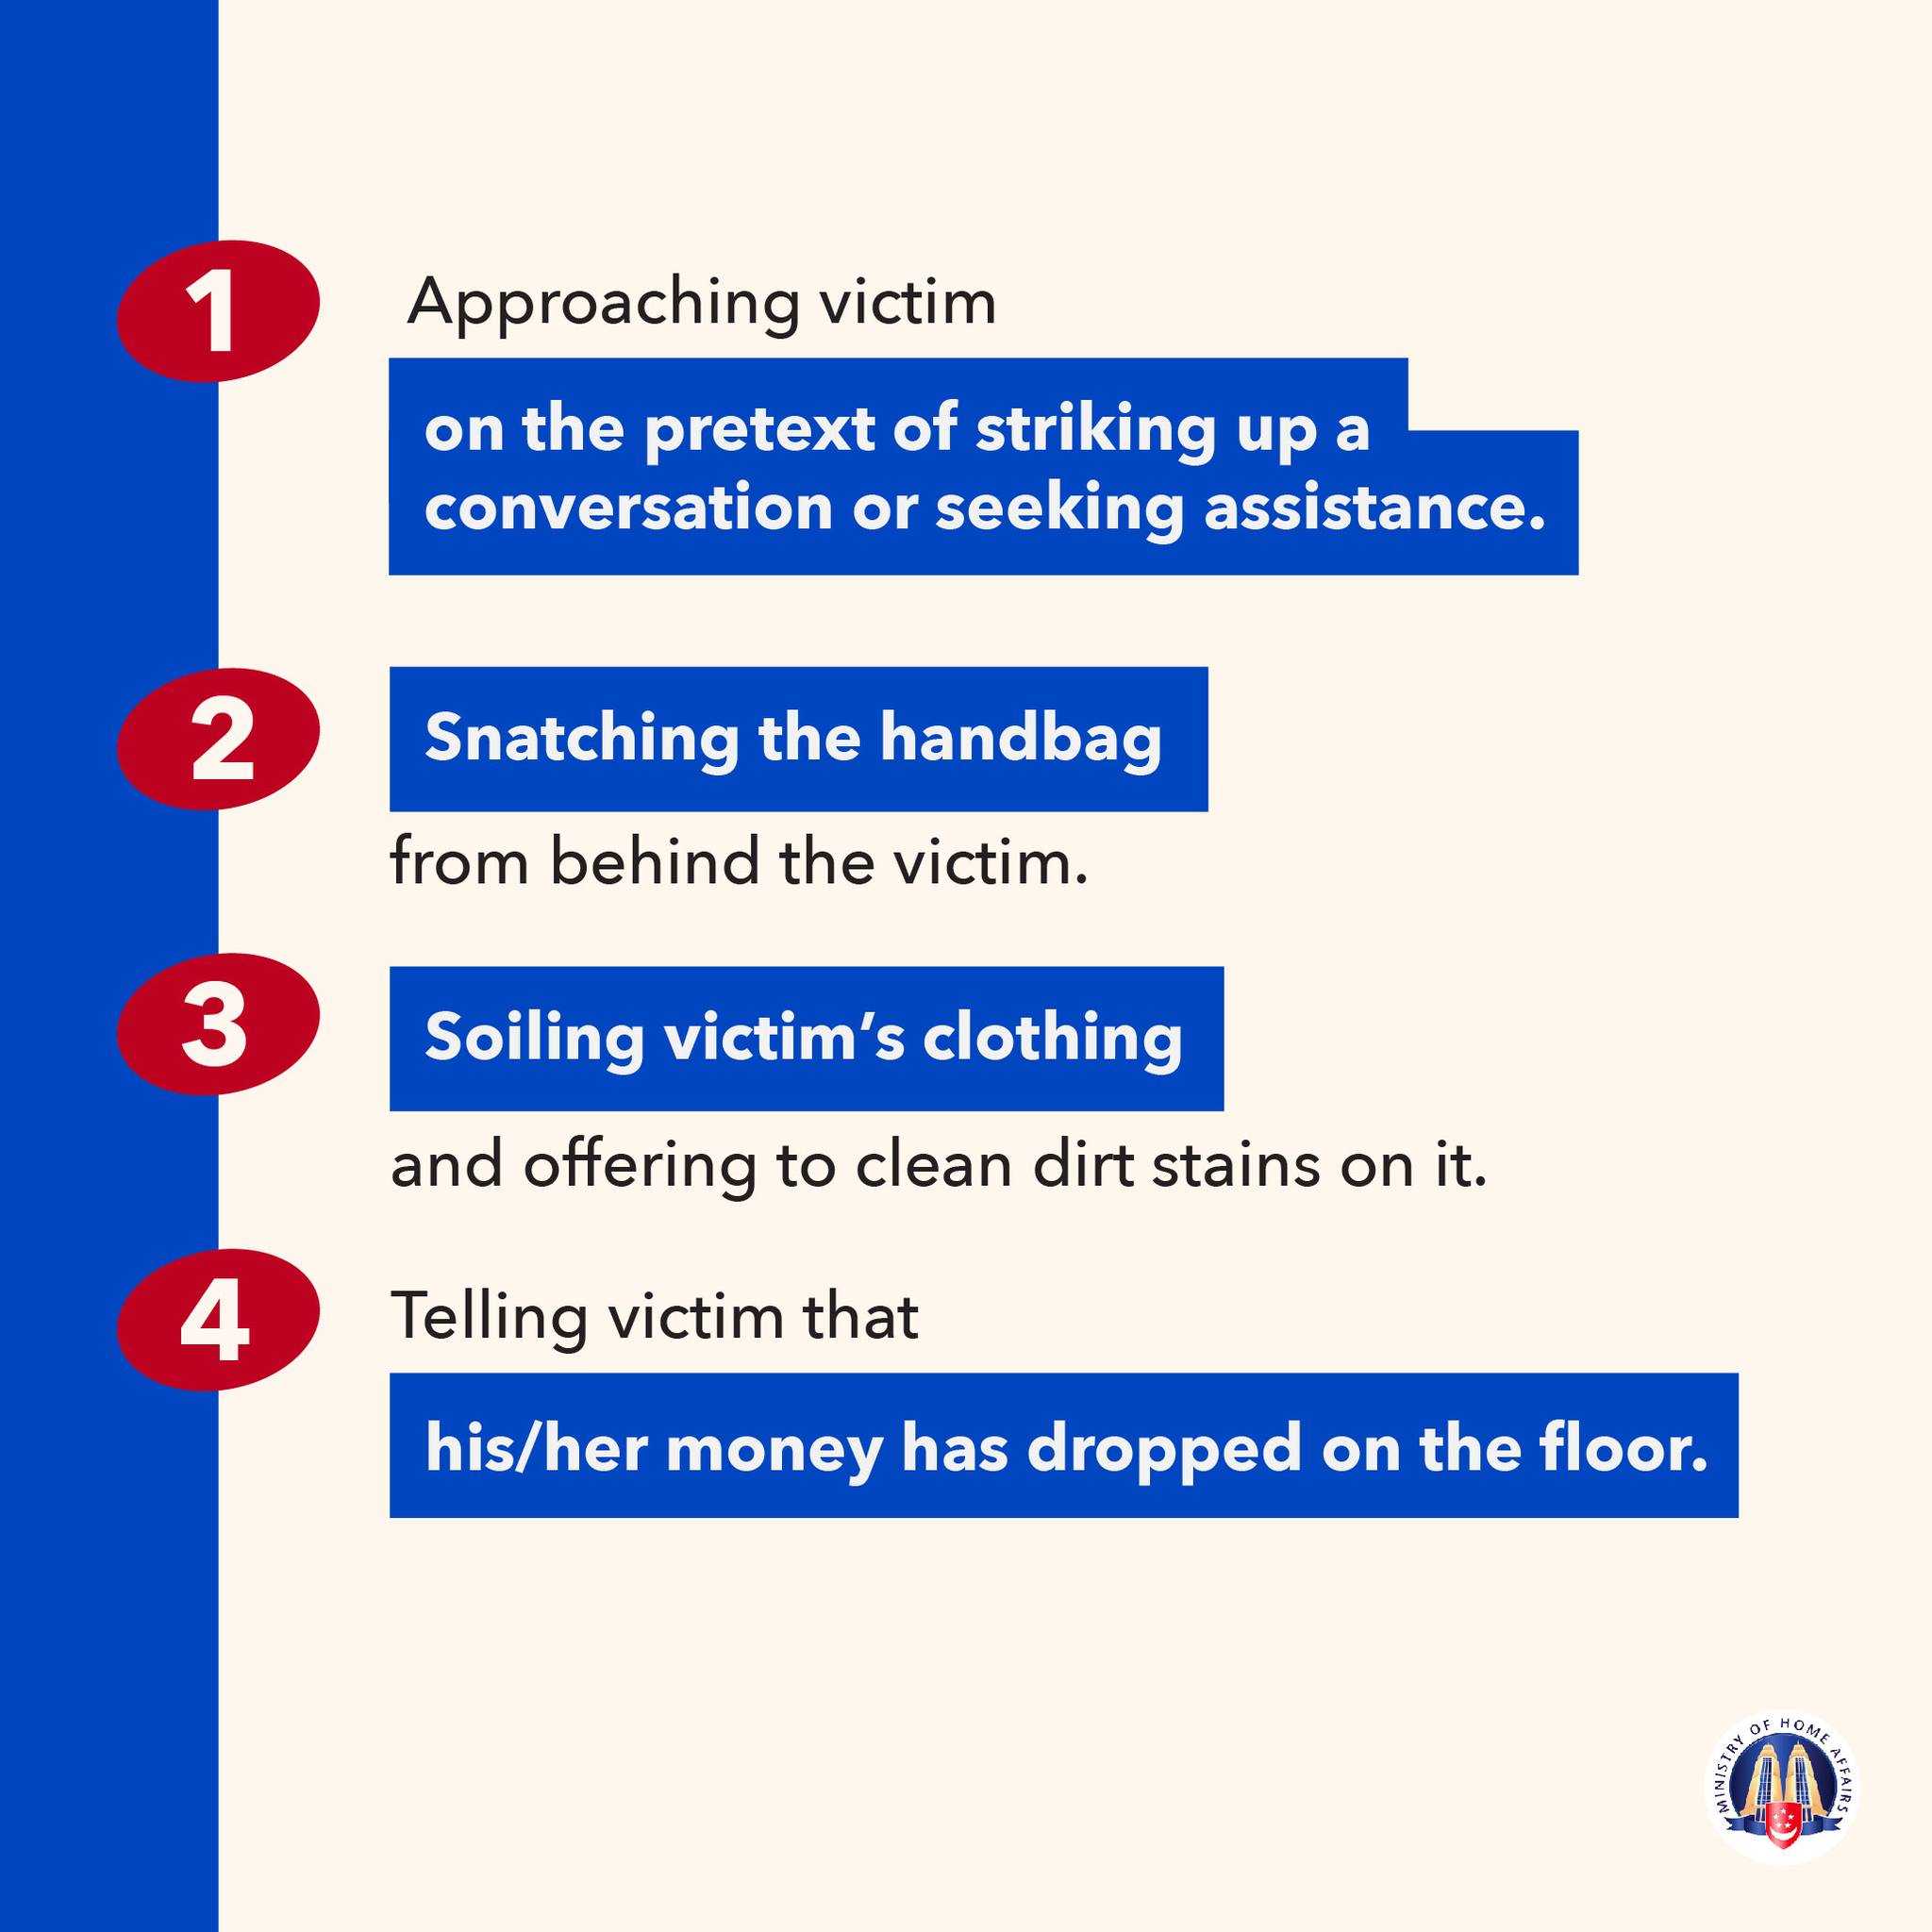 1
Approaching victim
on the pretext of striking up a
conversation or seeking assistance.
2
Snatching the handbag
from behind the victim.
3
Soiling victim’s clothing
and offering to clean dirt stains on it.
4
Telling victim that
his/her money has dropped on the floor.
MINISTRY OF HOME AFFAIRS